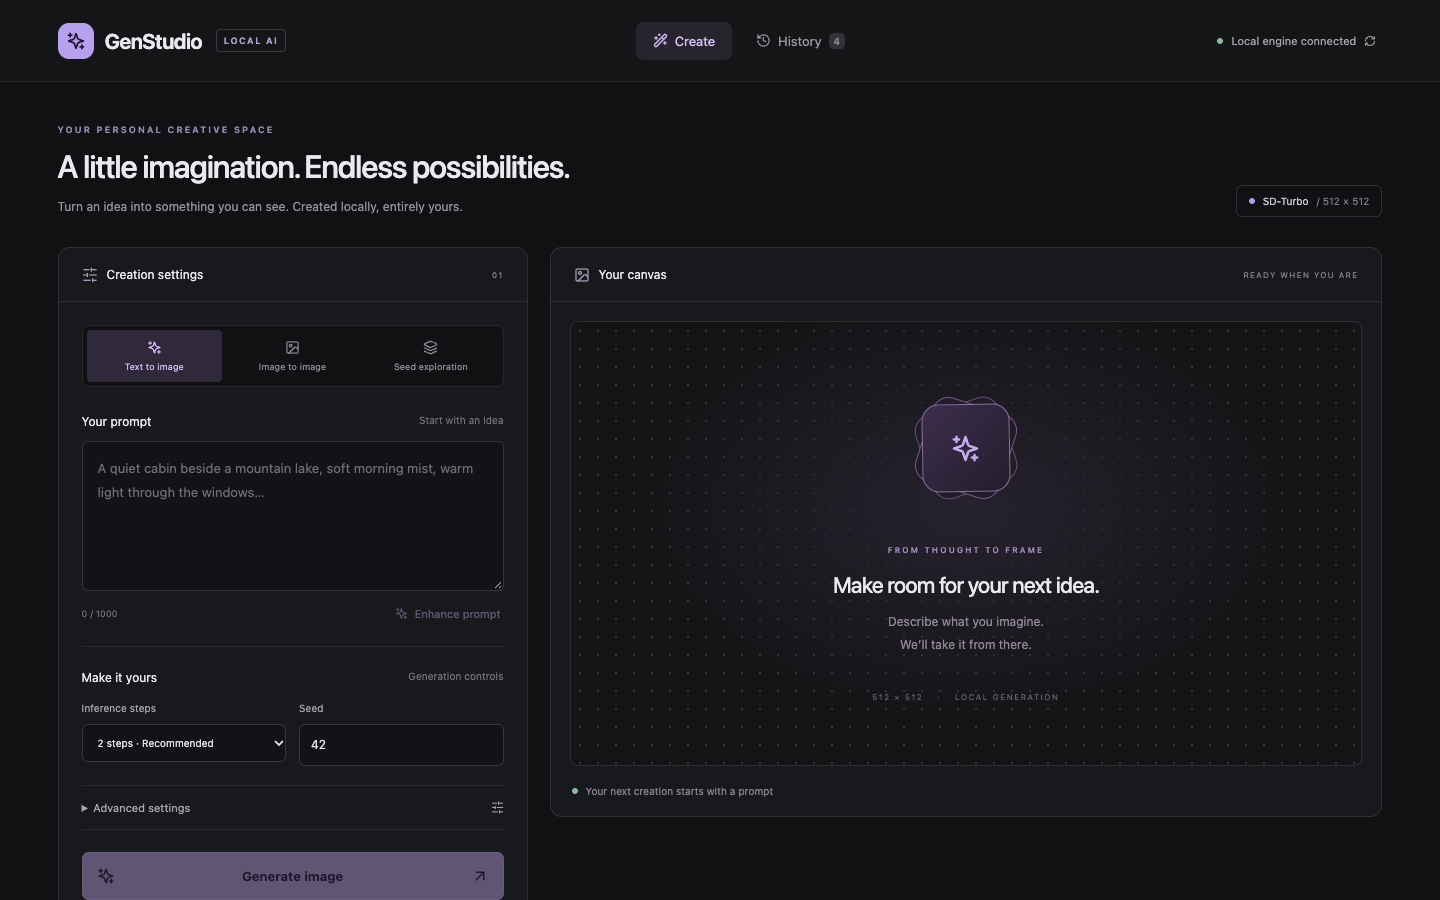 GenStudio
LOCAL AI
Create
History 4
Local engine connected
YOUR PERSONAL CREATIVE SPACE
A little imagination. Endless possibilities.
Turn an idea into something you can see. Created locally, entirely yours.
SD-Turbo / 512 × 512
Creation settings
01
Text to image
Image to image
Seed exploration
Your prompt
Start with an idea
A quiet cabin beside a mountain lake, soft morning mist, warm
light through the windows...
0 / 1000
Enhance prompt
Make it yours
Generation controls
Inference steps
Seed
2 steps · Recommended
42
Advanced settings
Generate image
Your canvas
READY WHEN YOU ARE
FROM THOUGHT TO FRAME
Make room for your next idea.
Describe what you imagine.
We’ll take it from there.
512 × 512 · LOCAL GENERATION
Your next creation starts with a prompt